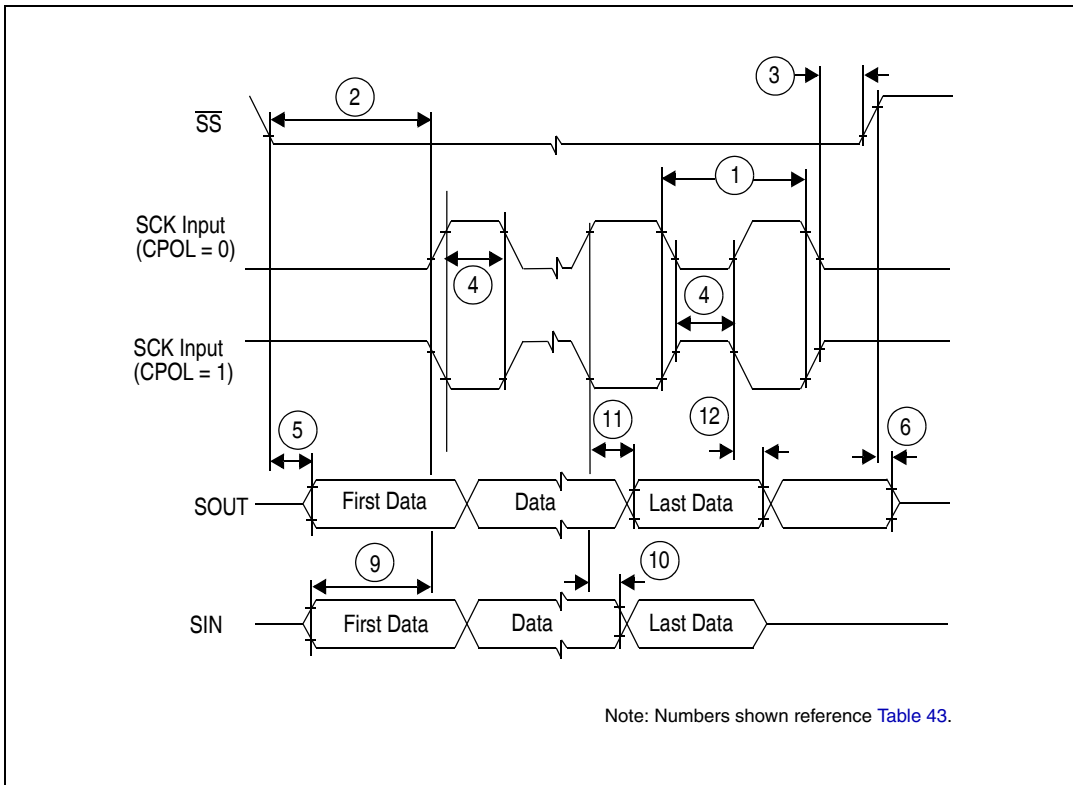 3
2
SS
1
SCK Input
(CPOL = 0)
4
4
SCK Input
(CPOL = 1)
5
11
12
6
SOUT
First Data
Data
Last Data
9
10
SIN
First Data
Data
Last Data
Note: Numbers shown reference Table 43.